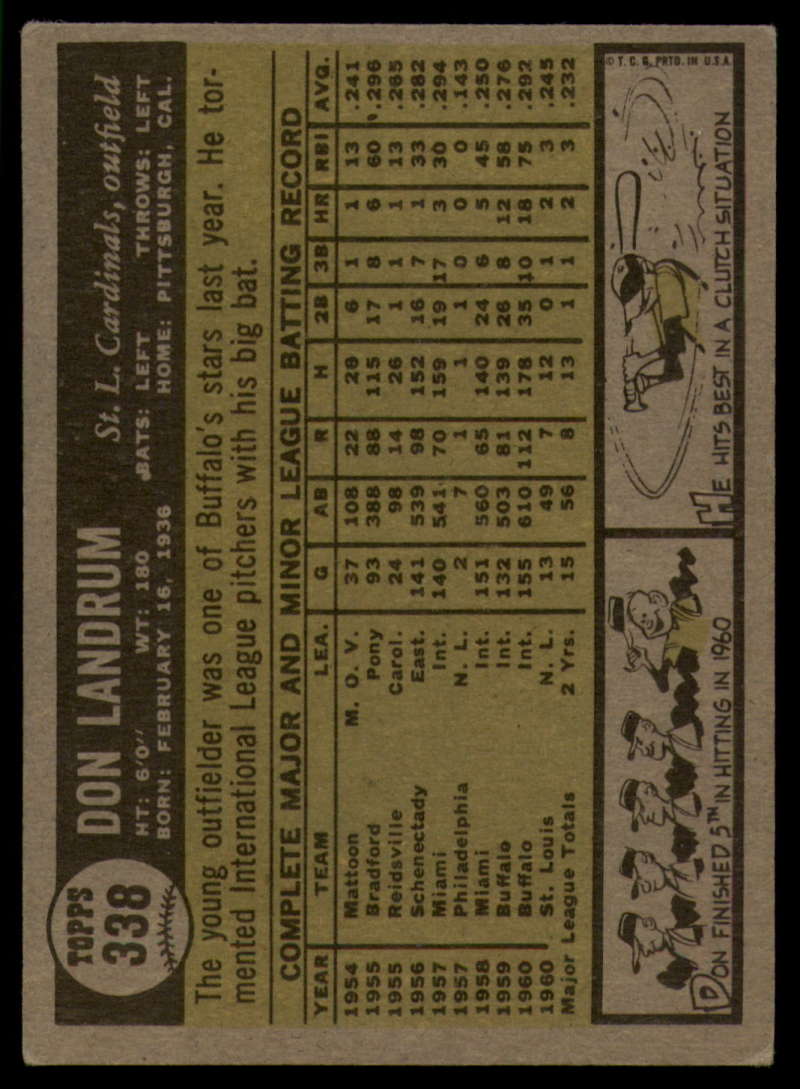 TOPPS
338
DON LANDRUM St. L. Cardinals, outfield
HT: 6'0" WT: 180 BATS: LEFT THROWS: LEFT
BORN: FEBRUARY 16, 1936 HOME: PITTSBURGH, CAL.
The young outfielder was one of Buffalo's stars last year. He tor-
mented International League pitchers with his big bat.
COMPLETE MAJOR AND MINOR LEAGUE BATTING RECORD
YEAR TEAM LEA. G AB R H 2B 3B HR RBI AVG.
1954 Mattoon M. O. V. 37 108 22 26 6 1 1 13 .241
1955 Bradford Pony 93 388 88 115 17 8 6 60 .296
1955 Reidsville Carol. 24 98 14 26 1 1 1 13 .265
1956 Schenectady East. 141 539 98 152 16 7 1 33 .282
1957 Miami Int. 140 541 70 159 19 17 3 30 .294
1957 Philadelphia N. L. 2 7 1 1 1 0 0 0 .143
1958 Miami Int. 151 560 65 140 24 6 5 45 .250
1959 Buffalo Int. 132 503 81 139 26 8 12 58 .276
1960 Buffalo Int. 155 610 112 178 35 10 18 75 .292
1960 St. Louis N. L. 13 49 7 12 0 1 2 3 .245
Major League Totals 2 Yrs. 15 56 8 13 1 1 2 3 .232
DON FINISHED 5TH IN HITTING IN 1960
HE HITS BEST IN A CLUTCH SITUATION
© T. C. G. PRTD. IN U.S.A.